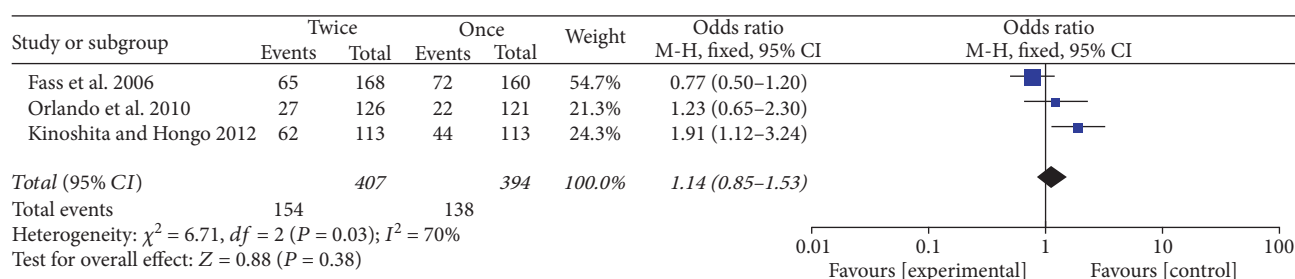 Study or subgroup Twice Once Weight Odds ratio Odds ratio
Events Total Events Total M-H, fixed, 95% CI M-H, fixed, 95% CI
Fass et al. 2006 65 168 72 160 54.7% 0.77 (0.50–1.20)
Orlando et al. 2010 27 126 22 121 21.3% 1.23 (0.65–2.30)
Kinoshita and Hongo 2012 62 113 44 113 24.3% 1.91 (1.12–3.24)
Total (95% CI) 407 394 100.0% 1.14 (0.85–1.53)
Total events 154 138
Heterogeneity: χ² = 6.71, df = 2 (P = 0.03); I² = 70%
Test for overall effect: Z = 0.88 (P = 0.38)
0.01 0.1 1 10 100
Favours [experimental] Favours [control]